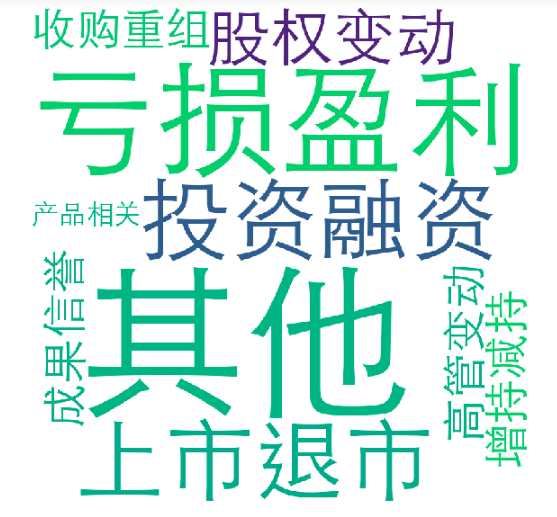 收购重组
股权变动
亏损盈利
投资融资
产品相关
其他
成果信誉
高管变动
增持减持
上市退市